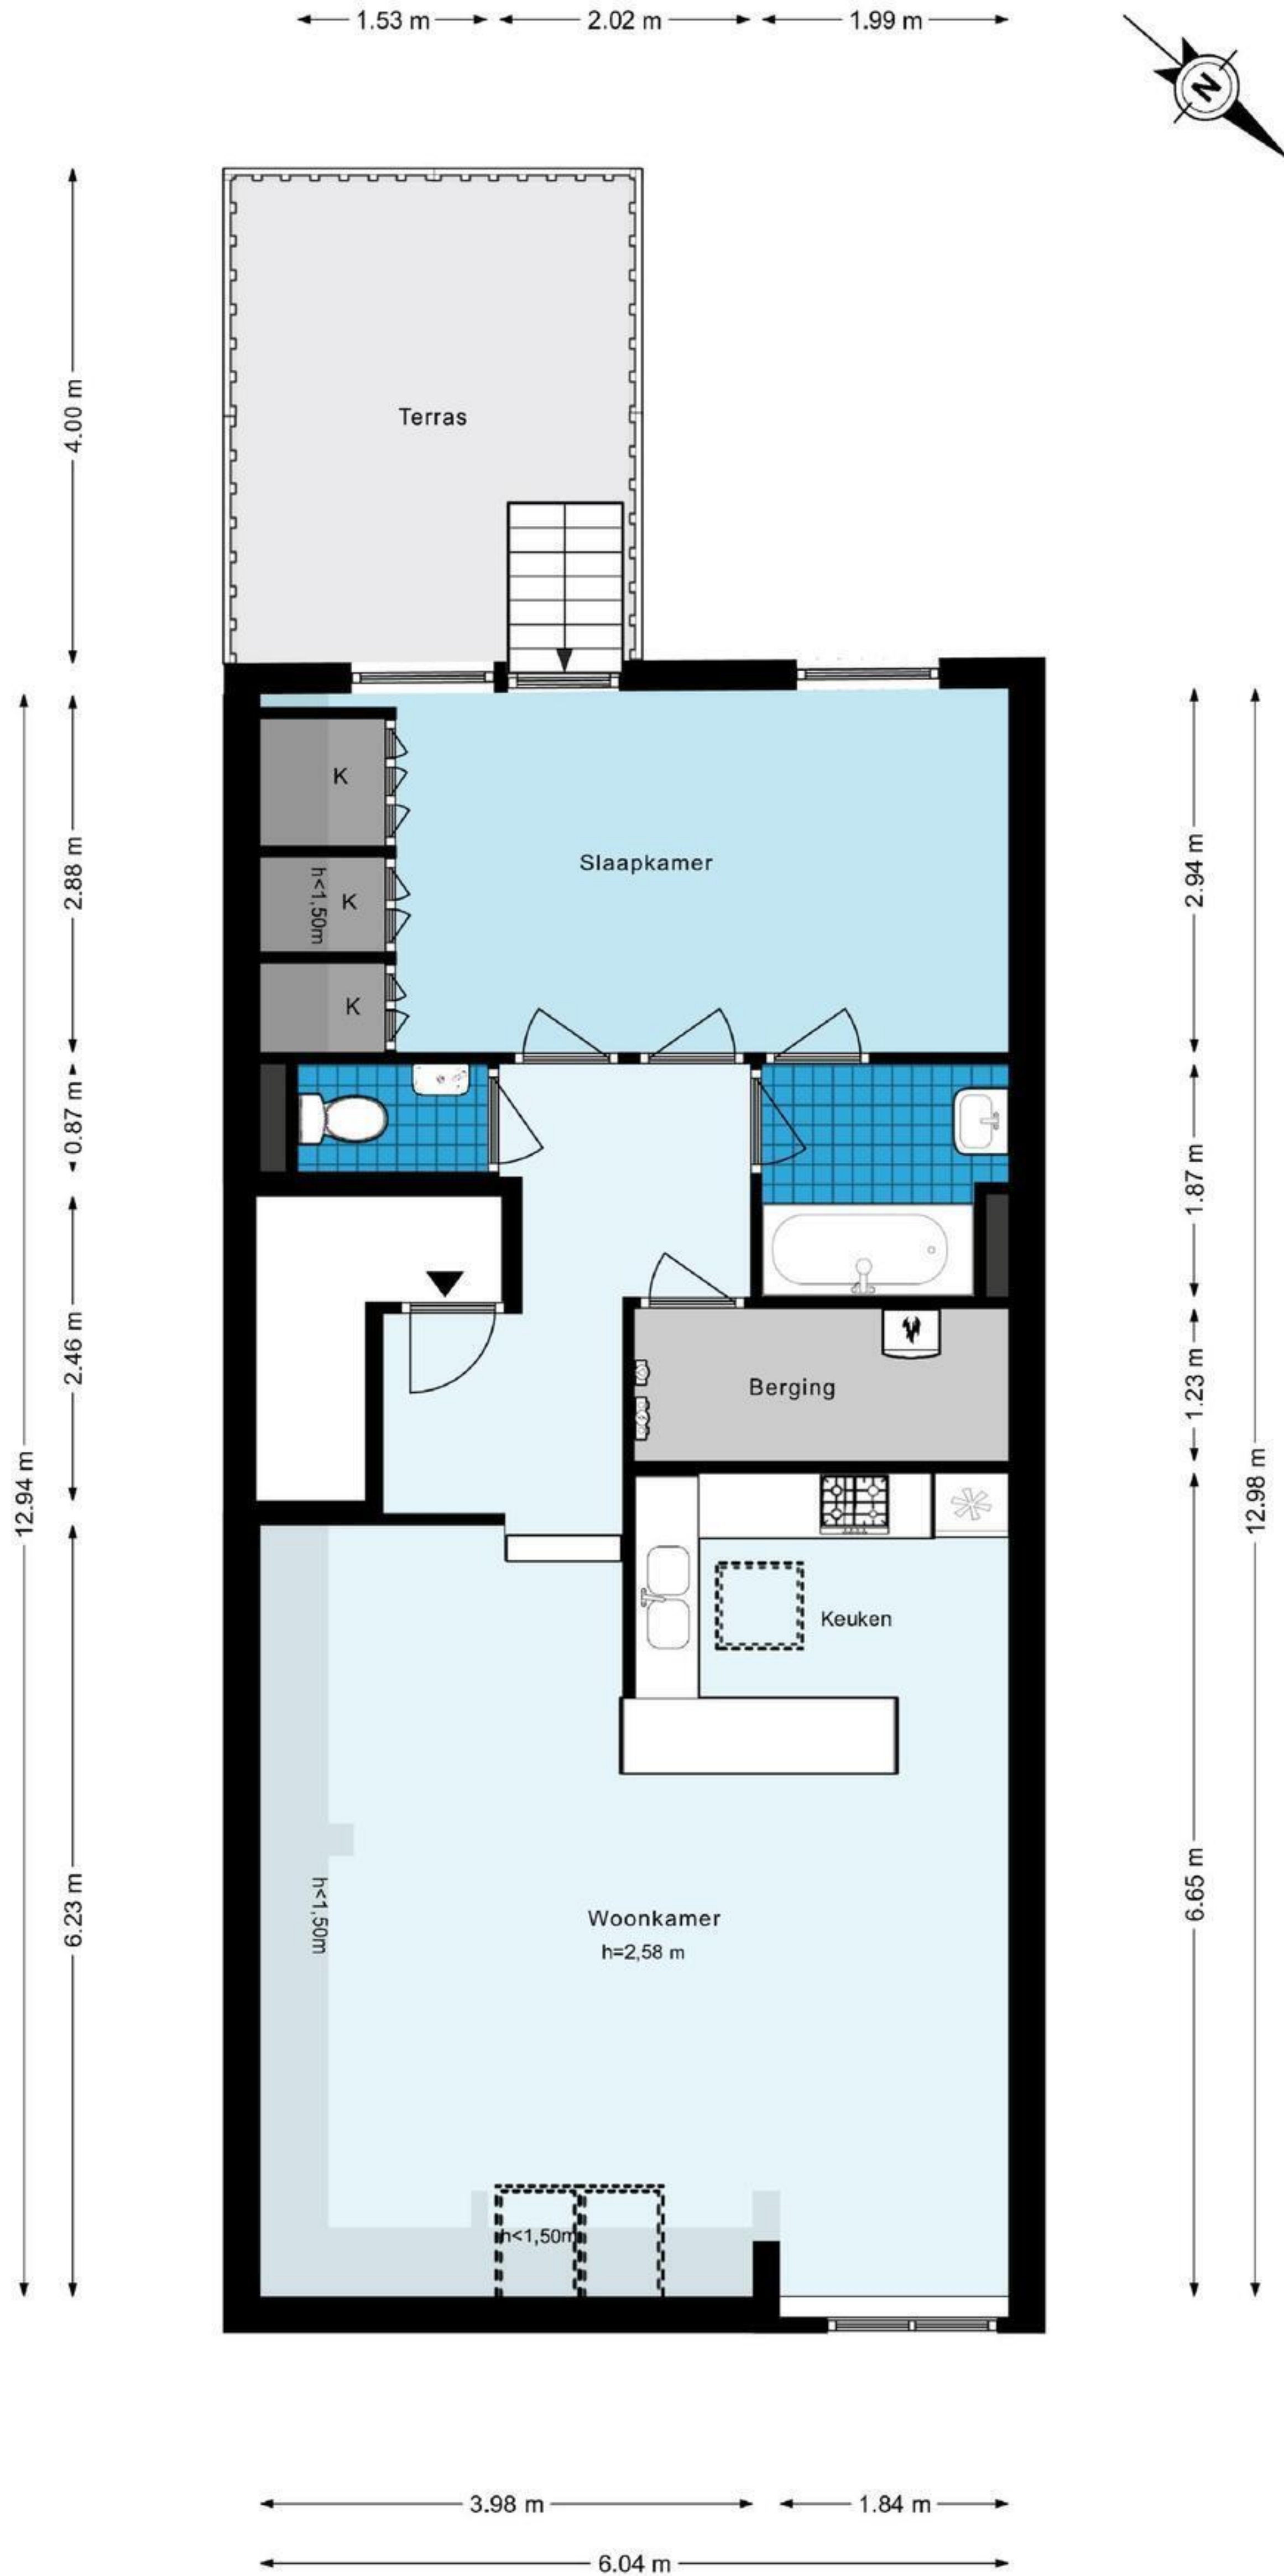 1.53 m
2.02 m
1.99 m
N
4.00 m
Terras
12.94 m
2.88 m
0.87 m
2.46 m
6.23 m
K
Slaapkamer
h<1,50m
K
K
2.94 m
1.87 m
1.23 m
6.65 m
12.98 m
Berging
Keuken
h<1,50m
Woonkamer
h=2,58 m
h<1,50m
3.98 m
1.84 m
6.04 m